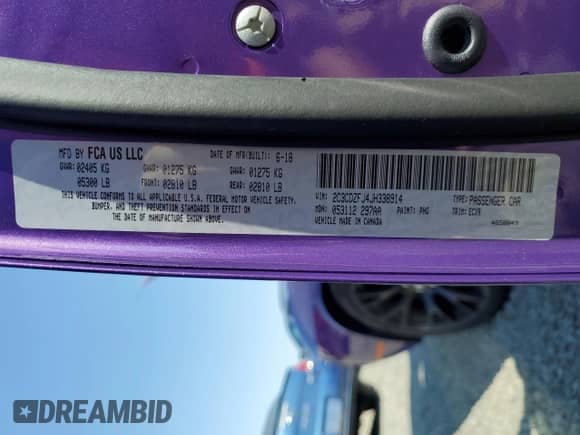 MFD BY FCA US LLC DATE OF MFR(BUILT): 6-18
GVWR: 02405 KG GAWR: 01275 KG GAWR: 01275 KG
05300 LB FRONT: 02810 LB REAR: 02810 LB
THIS VEHICLE CONFORMS TO ALL APPLICABLE U.S.A. FEDERAL MOTOR VEHICLE SAFETY,
BUMPER, AND THEFT PREVENTION STANDARDS IN EFFECT ON
THE DATE OF MANUFACTURE SHOWN ABOVE.
VIN: 2C3CDZFJ4JH338914 TYPE: PASSENGER CAR
MDH: 053112 297AA PAINT: PHG TRIM: ECX9
VEHICLE MADE IN CANADA
DREAMBID